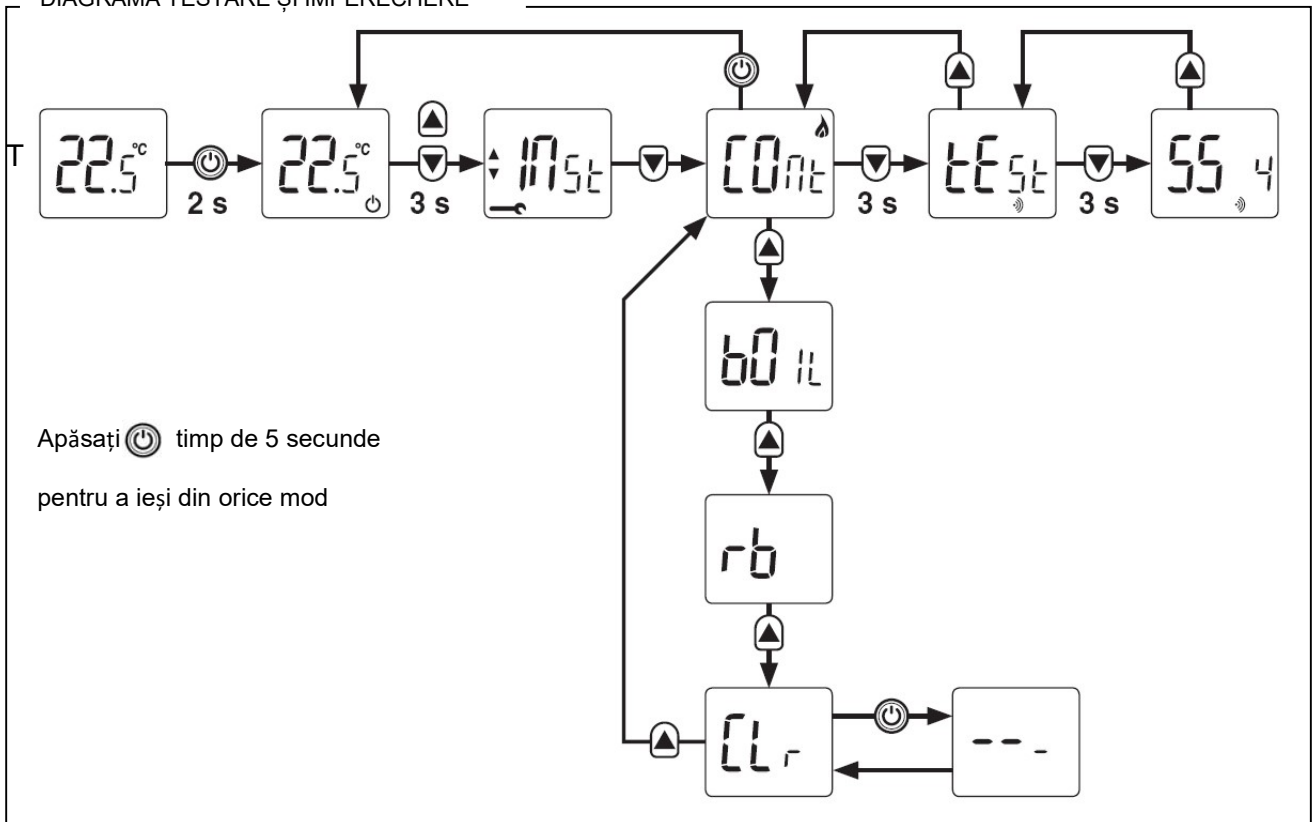 DIAGRAMA TESTARE ȘI ÎMPERECHERE
T
22.5°C
2 s
22.5°C
3 s
INSt
CONt
3 s
tESt
3 s
SS 4
bOIL
Apăsați timp de 5 secunde
pentru a ieși din orice mod
rb
CLr
---